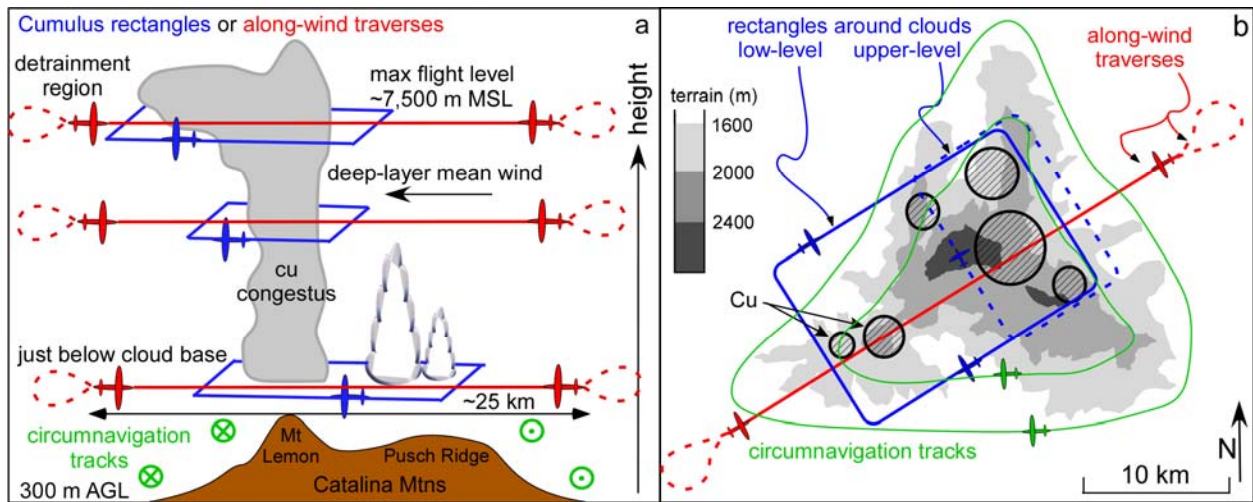 Cumulus rectangles or along-wind traverses
a
detrainment
region
max flight level
~7,500 m MSL
height
deep-layer mean wind
cu
congestus
just below cloud base
~25 km
circumnavigation
tracks
Mt
Lemon
Pusch Ridge
Catalina Mtns
300 m AGL
b
rectangles around clouds
low-level upper-level
along-wind
traverses
terrain (m)
1600
2000
2400
Cu
circumnavigation tracks
N
10 km